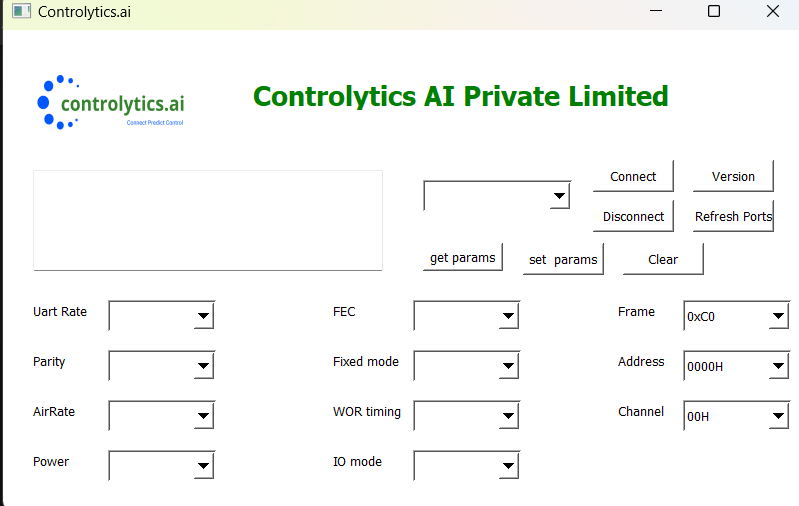 Controlytics.ai
controlytics.ai
Connect Predict Control
Controlytics AI Private Limited
Connect
Version
Disconnect
Refresh Ports
get params
set  params
Clear
Uart Rate
FEC
Frame
0xC0
Parity
Fixed mode
Address
0000H
AirRate
WOR timing
Channel
00H
Power
IO mode